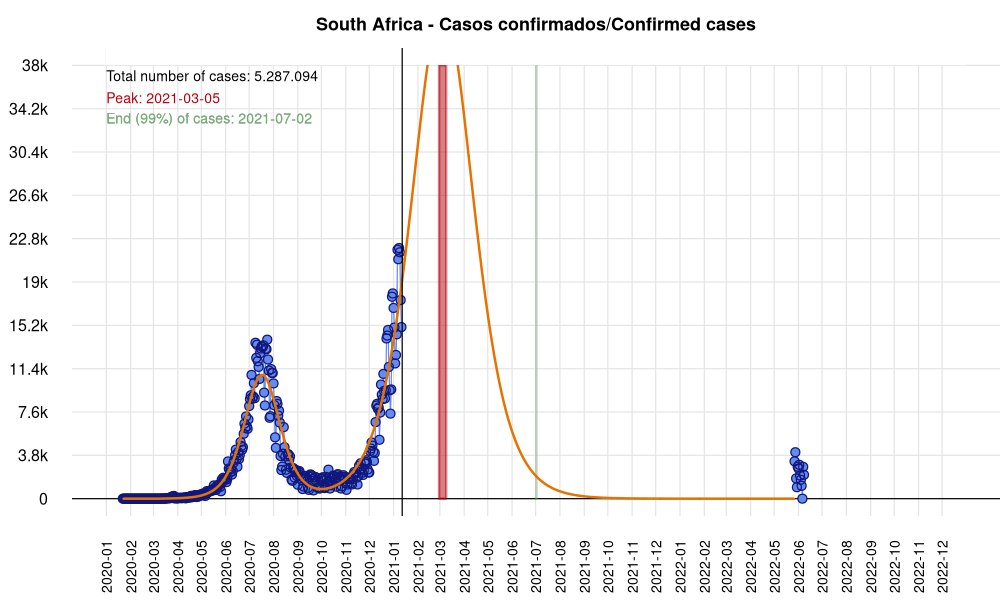 South Africa - Casos confirmados/Confirmed cases
38k
34.2k
30.4k
26.6k
22.8k
19k
15.2k
11.4k
7.6k
3.8k
0
Total number of cases: 5.287.094
Peak: 2021-03-05
End (99%) of cases: 2021-07-02
2020-01
2020-02
2020-03
2020-04
2020-05
2020-06
2020-07
2020-08
2020-09
2020-10
2020-11
2020-12
2021-01
2021-03
2021-04
2021-05
2021-06
2021-07
2021-08
2021-09
2021-10
2021-11
2021-12
2022-01
2022-02
2022-03
2022-04
2022-05
2022-06
2022-07
2022-08
2022-09
2022-10
2022-11
2022-12